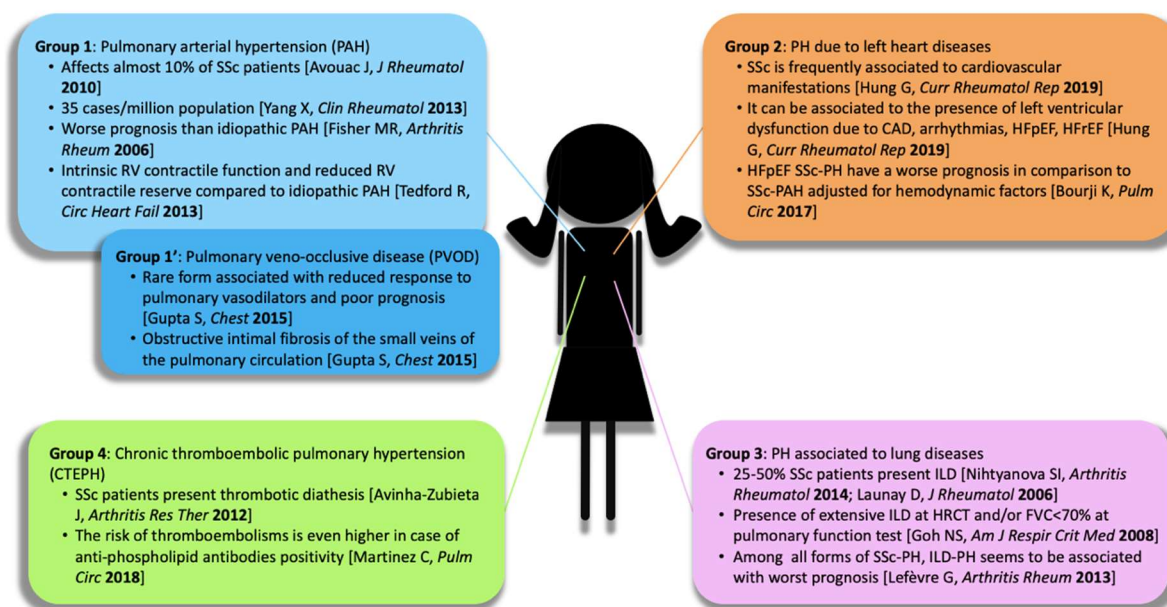 Group 1: Pulmonary arterial hypertension (PAH)
• Affects almost 10% of SSc patients [Avouac J, J Rheumatol
2010]
• 35 cases/million population [Yang X, Clin Rheumatol 2013]
• Worse prognosis than idiopathic PAH [Fisher MR, Arthritis
Rheum 2006]
• Intrinsic RV contractile function and reduced RV
contractile reserve compared to idiopathic PAH [Tedford R,
Circ Heart Fail 2013]
Group 1’: Pulmonary veno-occlusive disease (PVOD)
• Rare form associated with reduced response to
pulmonary vasodilators and poor prognosis
[Gupta S, Chest 2015]
• Obstructive intimal fibrosis of the small veins of
the pulmonary circulation [Gupta S, Chest 2015]
Group 2: PH due to left heart diseases
• SSc is frequently associated to cardiovascular
manifestations [Hung G, Curr Rheumatol Rep 2019]
• It can be associated to the presence of left ventricular
dysfunction due to CAD, arrhythmias, HFpEF, HFrEF [Hung
G, Curr Rheumatol Rep 2019]
• HFpEF SSc-PH have a worse prognosis in comparison to
SSc-PAH adjusted for hemodynamic factors [Bourji K, Pulm
Circ 2017]
Group 4: Chronic thromboembolic pulmonary hypertension
(CTEPH)
• SSc patients present thrombotic diathesis [Avinha-Zubieta
J, Arthritis Res Ther 2012]
• The risk of thromboembolisms is even higher in case of
anti-phospholipid antibodies positivity [Martinez C, Pulm
Circ 2018]
Group 3: PH associated to lung diseases
• 25-50% SSc patients present ILD [Nihtyanova SI, Arthritis
Rheumatol 2014; Launay D, J Rheumatol 2006]
• Presence of extensive ILD at HRCT and/or FVC<70% at
pulmonary function test [Goh NS, Am J Respir Crit Med 2008]
• Among all forms of SSc-PH, ILD-PH seems to be associated
with worst prognosis [Lefèvre G, Arthritis Rheum 2013]